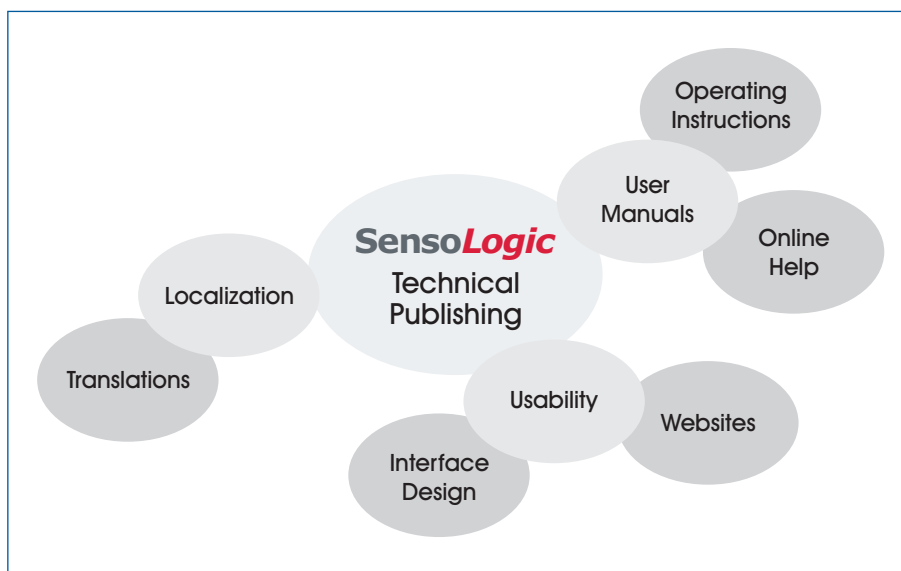 Operating
Instructions
User
Manuals
Online
Help
SensoLogic
Technical
Publishing
Localization
Translations
Usability
Websites
Interface
Design